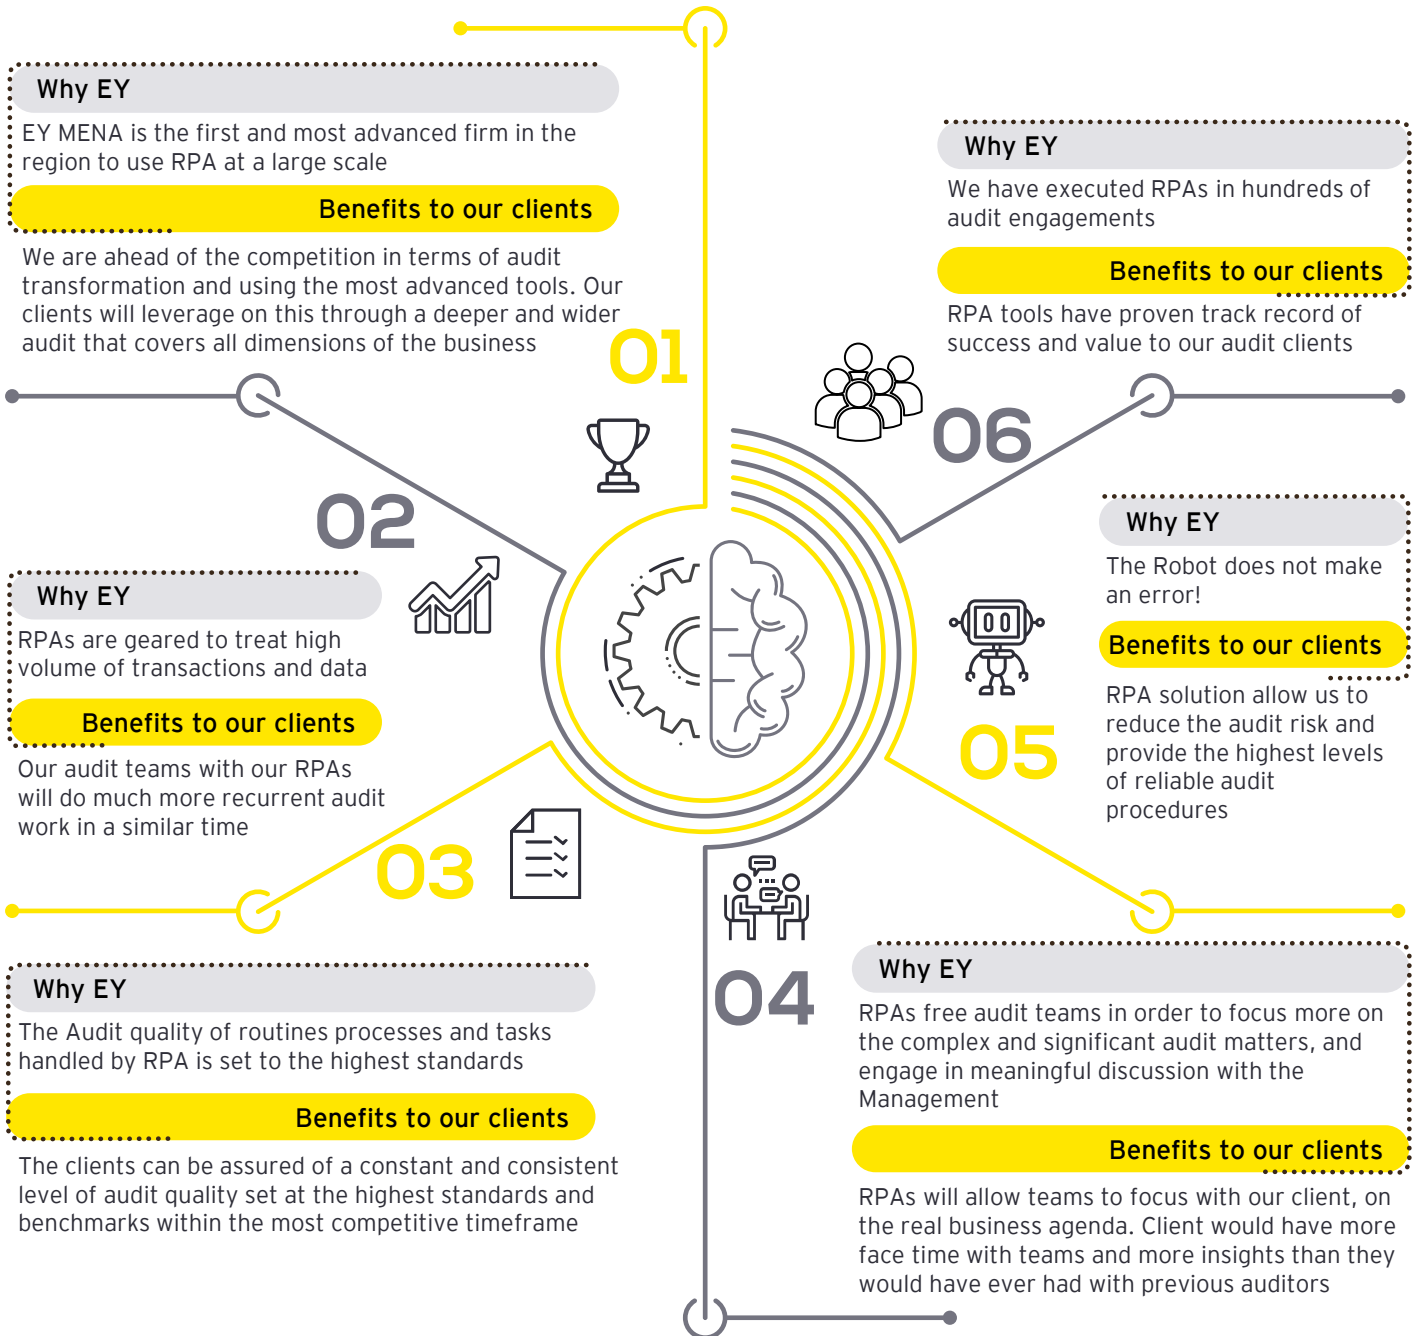 Why EY
EY MENA is the first and most advanced firm in the
region to use RPA at a large scale
Benefits to our clients
We are ahead of the competition in terms of audit
transformation and using the most advanced tools. Our
clients will leverage on this through a deeper and wider
audit that covers all dimensions of the business
01
02
Why EY
RPAs are geared to treat high
volume of transactions and data
Benefits to our clients
Our audit teams with our RPAs
will do much more recurrent audit
work in a similar time
03
Why EY
The Audit quality of routines processes and tasks
handled by RPA is set to the highest standards
Benefits to our clients
The clients can be assured of a constant and consistent
level of audit quality set at the highest standards and
benchmarks within the most competitive timeframe
04
Why EY
RPAs free audit teams in order to focus more on
the complex and significant audit matters, and
engage in meaningful discussion with the
Management
Benefits to our clients
RPAs will allow teams to focus with our client, on
the real business agenda. Client would have more
face time with teams and more insights than they
would have ever had with previous auditors
05
Why EY
The Robot does not make
an error!
Benefits to our clients
RPA solution allow us to
reduce the audit risk and
provide the highest levels
of reliable audit
procedures
06
Why EY
We have executed RPAs in hundreds of
audit engagements
Benefits to our clients
RPA tools have proven track record of
success and value to our audit clients